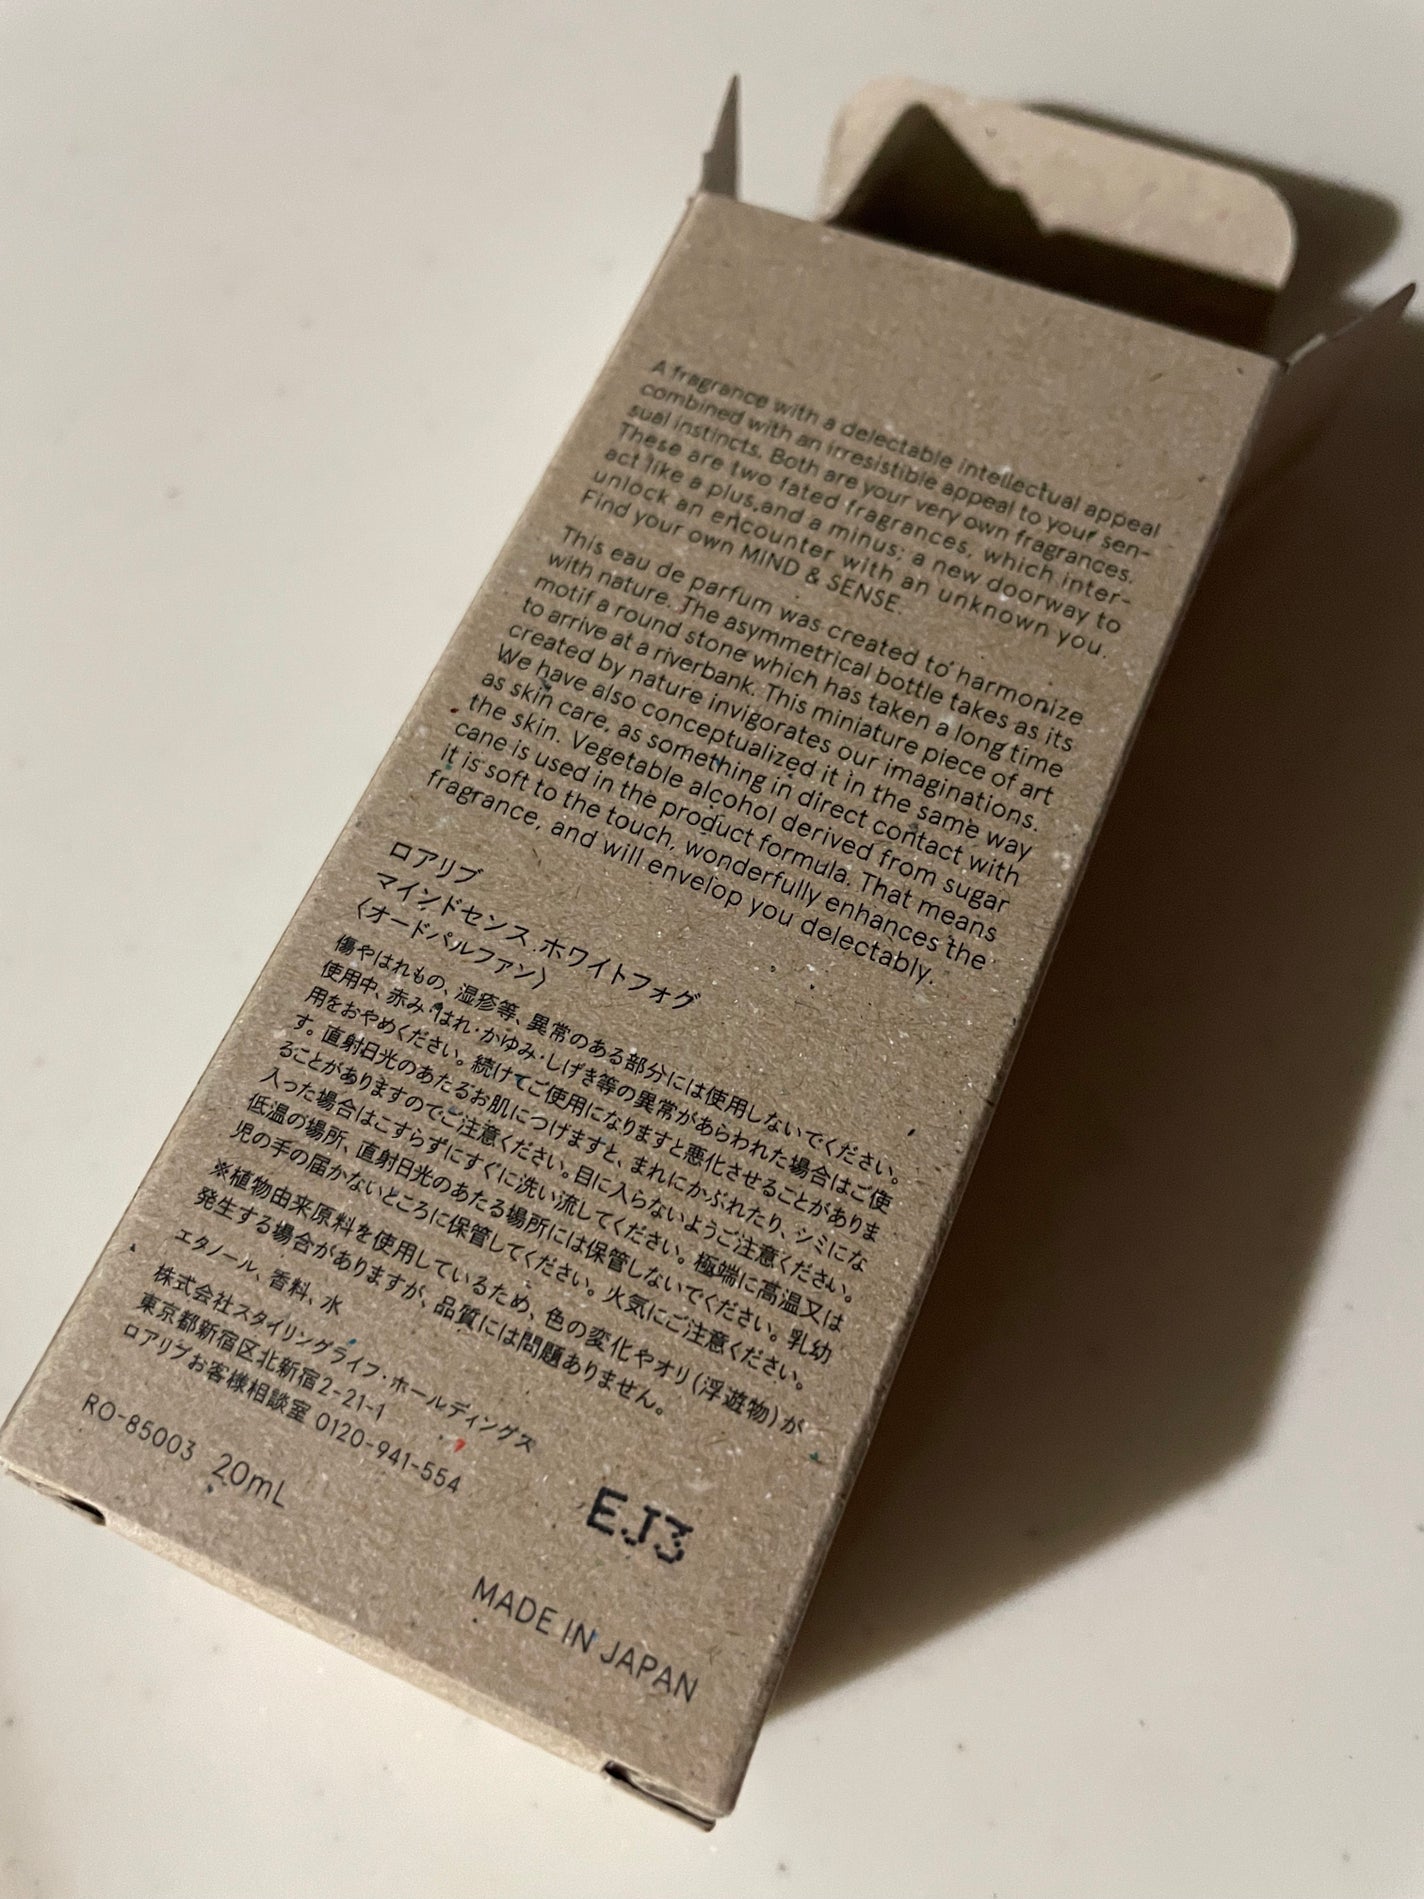 A fragrance with a delectable intellectual appeal
combined with an irresistible appeal to your sen-
sual instincts. Both are your very own fragrances.
These are two fated fragrances, which inter-
act like a plus and a minus; a new doorway to
unlock an encounter with an unknown you.
Find your own MIND & SENSE.
This eau de parfum was created to harmonize
with nature. The asymmetrical bottle takes as its
motif a round stone which has taken a long time
to arrive at a riverbank. This miniature piece of art
created by nature invigorates our imaginations.
We have also conceptualized it in the same way
as skin care, as something in direct contact with
the skin. Vegetable alcohol derived from sugar
cane is used in the product formula. That means
it is soft to the touch, wonderfully enhances the
fragrance, and will envelop you delectably.
ロアリブ
マインドセンス ホワイトフォグ
〈オードパルファン〉
傷やはれもの、湿疹等、異常のある部分には使用しないでください。
使用中、赤み・はれ・かゆみ・しげき等の異常があらわれた場合はご使
用をおやめください。続けてご使用になりますと悪化させることがありま
す。直射日光のあたるお肌につけますと、まれにかぶれたり、シミにな
ることがありますのでご注意ください。目に入らないようご注意ください。
入った場合はこすらずにすぐに洗い流してください。極端に高温又は
低温の場所、直射日光のあたる場所には保管しないでください。乳幼
児の手の届かないところに保管してください。火気にご注意ください。
※植物由来原料を使用しているため、色の変化やオリ(浮遊物)が
発生する場合がありますが、品質には問題ありません。
エタノール、香料、水
株式会社スタイリングライフ・ホールディングス
東京都新宿区北新宿2-21-1
ロアリブお客様相談室 0120-941-554
RO-85003 20mL
EJ3
MADE IN JAPAN